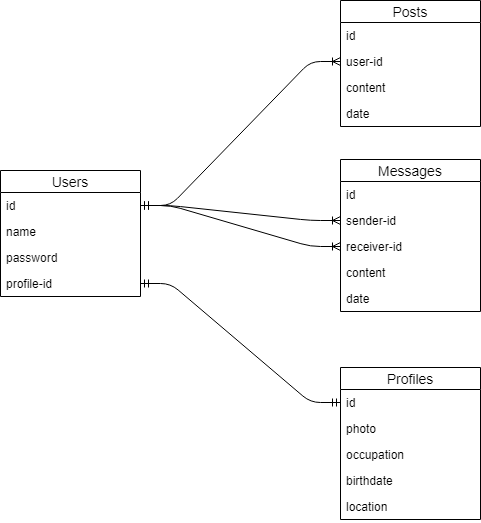 Posts
id
user-id
content
date
Messages
id
sender-id
receiver-id
content
date
Users
id
name
password
profile-id
Profiles
id
photo
occupation
birthdate
location